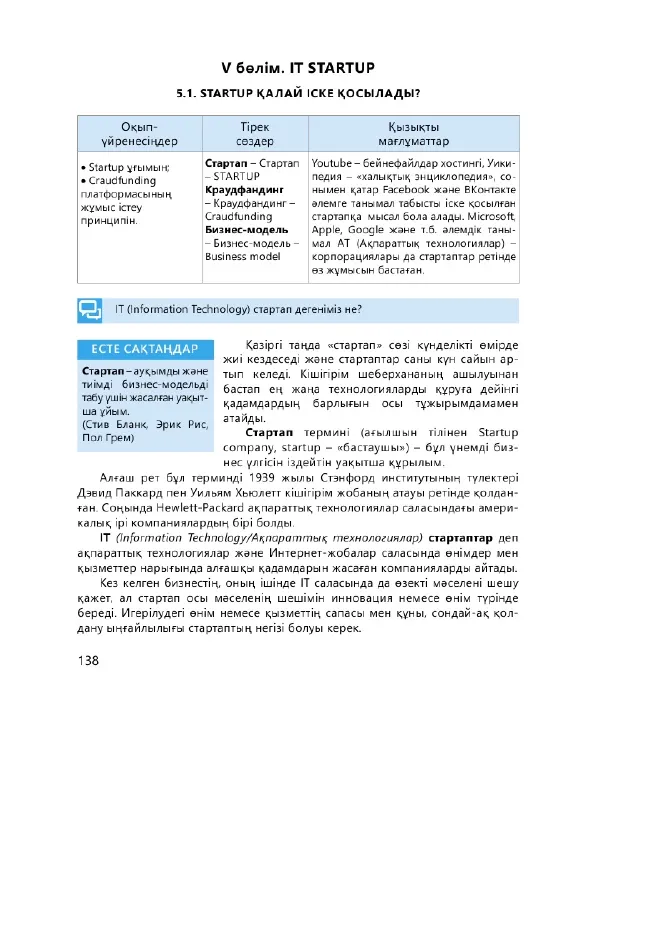 V бөлім. IT STARTUP
5.1. STARTUP ҚАЛАЙ ІСКЕ ҚОСЫЛАДЫ?
Оқып-
үйренесіңдер
• Startup ұғымын;
• Craudfunding
платформасының
жұмыс істеу
принципін.
Тірек
сөздер
Стартап – Стартап
– STARTUP
Краудфандинг
– Краудфандинг –
Craudfunding
Бизнес-модель
– Бизнес-модель –
Business model
Қызықты
мағлұматтар
Youtube – бейнефайлдар хостингі, Уики-
педия – «халықтық энциклопедия», со-
нымен қатар Facebook және ВКонтакте
әлемге танымал табысты іске қосылған
стартапқа мысал бола алады. Microsoft,
Apple, Google және т.б. әлемдік таны-
мал АТ (Ақпараттық технологиялар) –
корпорациялары да стартаптар ретінде
өз жұмысын бастаған.
IT (Information Technology) стартап дегеніміз не?
ЕСТЕ САҚТАҢДАР
Стартап – ауқымды және
тиімді бизнес-модельді
табу үшін жасалған уақыт-
ша ұйым.
(Стив Бланк, Эрик Рис,
Пол Грем)
Қазіргі таңда «стартап» сөзі күнделікті өмірде
жиі кездеседі және стартаптар саны күн сайын ар-
тып келеді. Кішігірім шеберхананың ашылуынан
бастап ең жаңа технологияларды құруға дейінгі
қадамдардың барлығын осы тұжырымдамамен
атайды.
Стартап термині (ағылшын тілінен Startup
company, startup – «бастаушы») – бұл үнемді биз-
нес үлгісін іздейтін уақытша құрылым.
Алғаш рет бұл терминді 1939 жылы Стэнфорд институтының түлектері
Дэвид Паккард пен Уильям Хьюлетт кішігірім жобаның атауы ретінде қолдан-
ған. Соңында Hewlett-Packard ақпараттық технологиялар саласындағы амери-
калық ірі компаниялардың бірі болды.
IT (Information Technology/Ақпараттық технологиялар) стартаптар деп
ақпараттық технологиялар және Интернет-жобалар саласында өнімдер мен
қызметтер нарығында алғашқы қадамдарын жасаған компанияларды айтады.
Кез келген бизнестің, оның ішінде IT саласында да өзекті мәселені шешу
қажет, ал стартап осы мәселенің шешімін инновация немесе өнім түрінде
береді. Игерілудегі өнім немесе қызметтің сапасы мен құны, сондай-ақ қол-
дану ыңғайлылығы стартаптың негізі болуы керек.
138